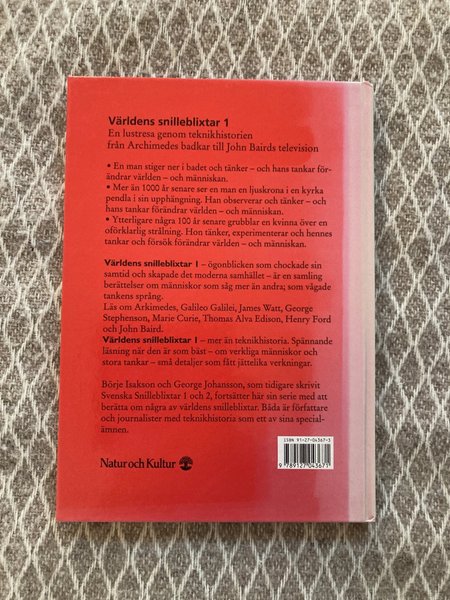 Världens snilleblixtar 1
En lustresa genom teknikhistorien
från Archimedes badkar till John Bairds television
• En man stiger ner i badet och tänker – och hans tankar för-
ändrar världen – och människan.
• Mer än 1000 år senare ser en man en ljuskrona i en kyrka
pendla i sin upphängning. Han observerar och tänker – och
hans tankar förändrar världen – och människan.
• Ytterligare några 100 år senare grubblar en kvinna över en
oförklarlig strålning. Hon tänker, experimenterar och hennes
tankar och försök förändrar världen – och människan.
Världens snilleblixtar 1 – ögonblicken som chockade sin
samtid och skapade det moderna samhället – är en samling
berättelser om människor som såg mer än andra; som vågade
tankens språng.
Läs om Arkimedes, Galileo Galilei, James Watt, George
Stephenson, Marie Curie, Thomas Alva Edison, Henry Ford
och John Baird.
Världens snilleblixtar 1 – mer än teknikhistoria. Spännande
läsning när den är som bäst – om verkliga människor och
stora tankar – små detaljer som fått jättelika verkningar.
Börje Isakson och George Johansson, som tidigare skrivit
Svenska Snilleblixtar 1 och 2, fortsätter här sin serie med att
berätta om några av världens snilleblixtar. Båda är författare
och journalister med teknikhistoria som ett av sina special-
ämnen.
ISBN 91-27-04367-3
9 789127 043671
Natur och Kultur